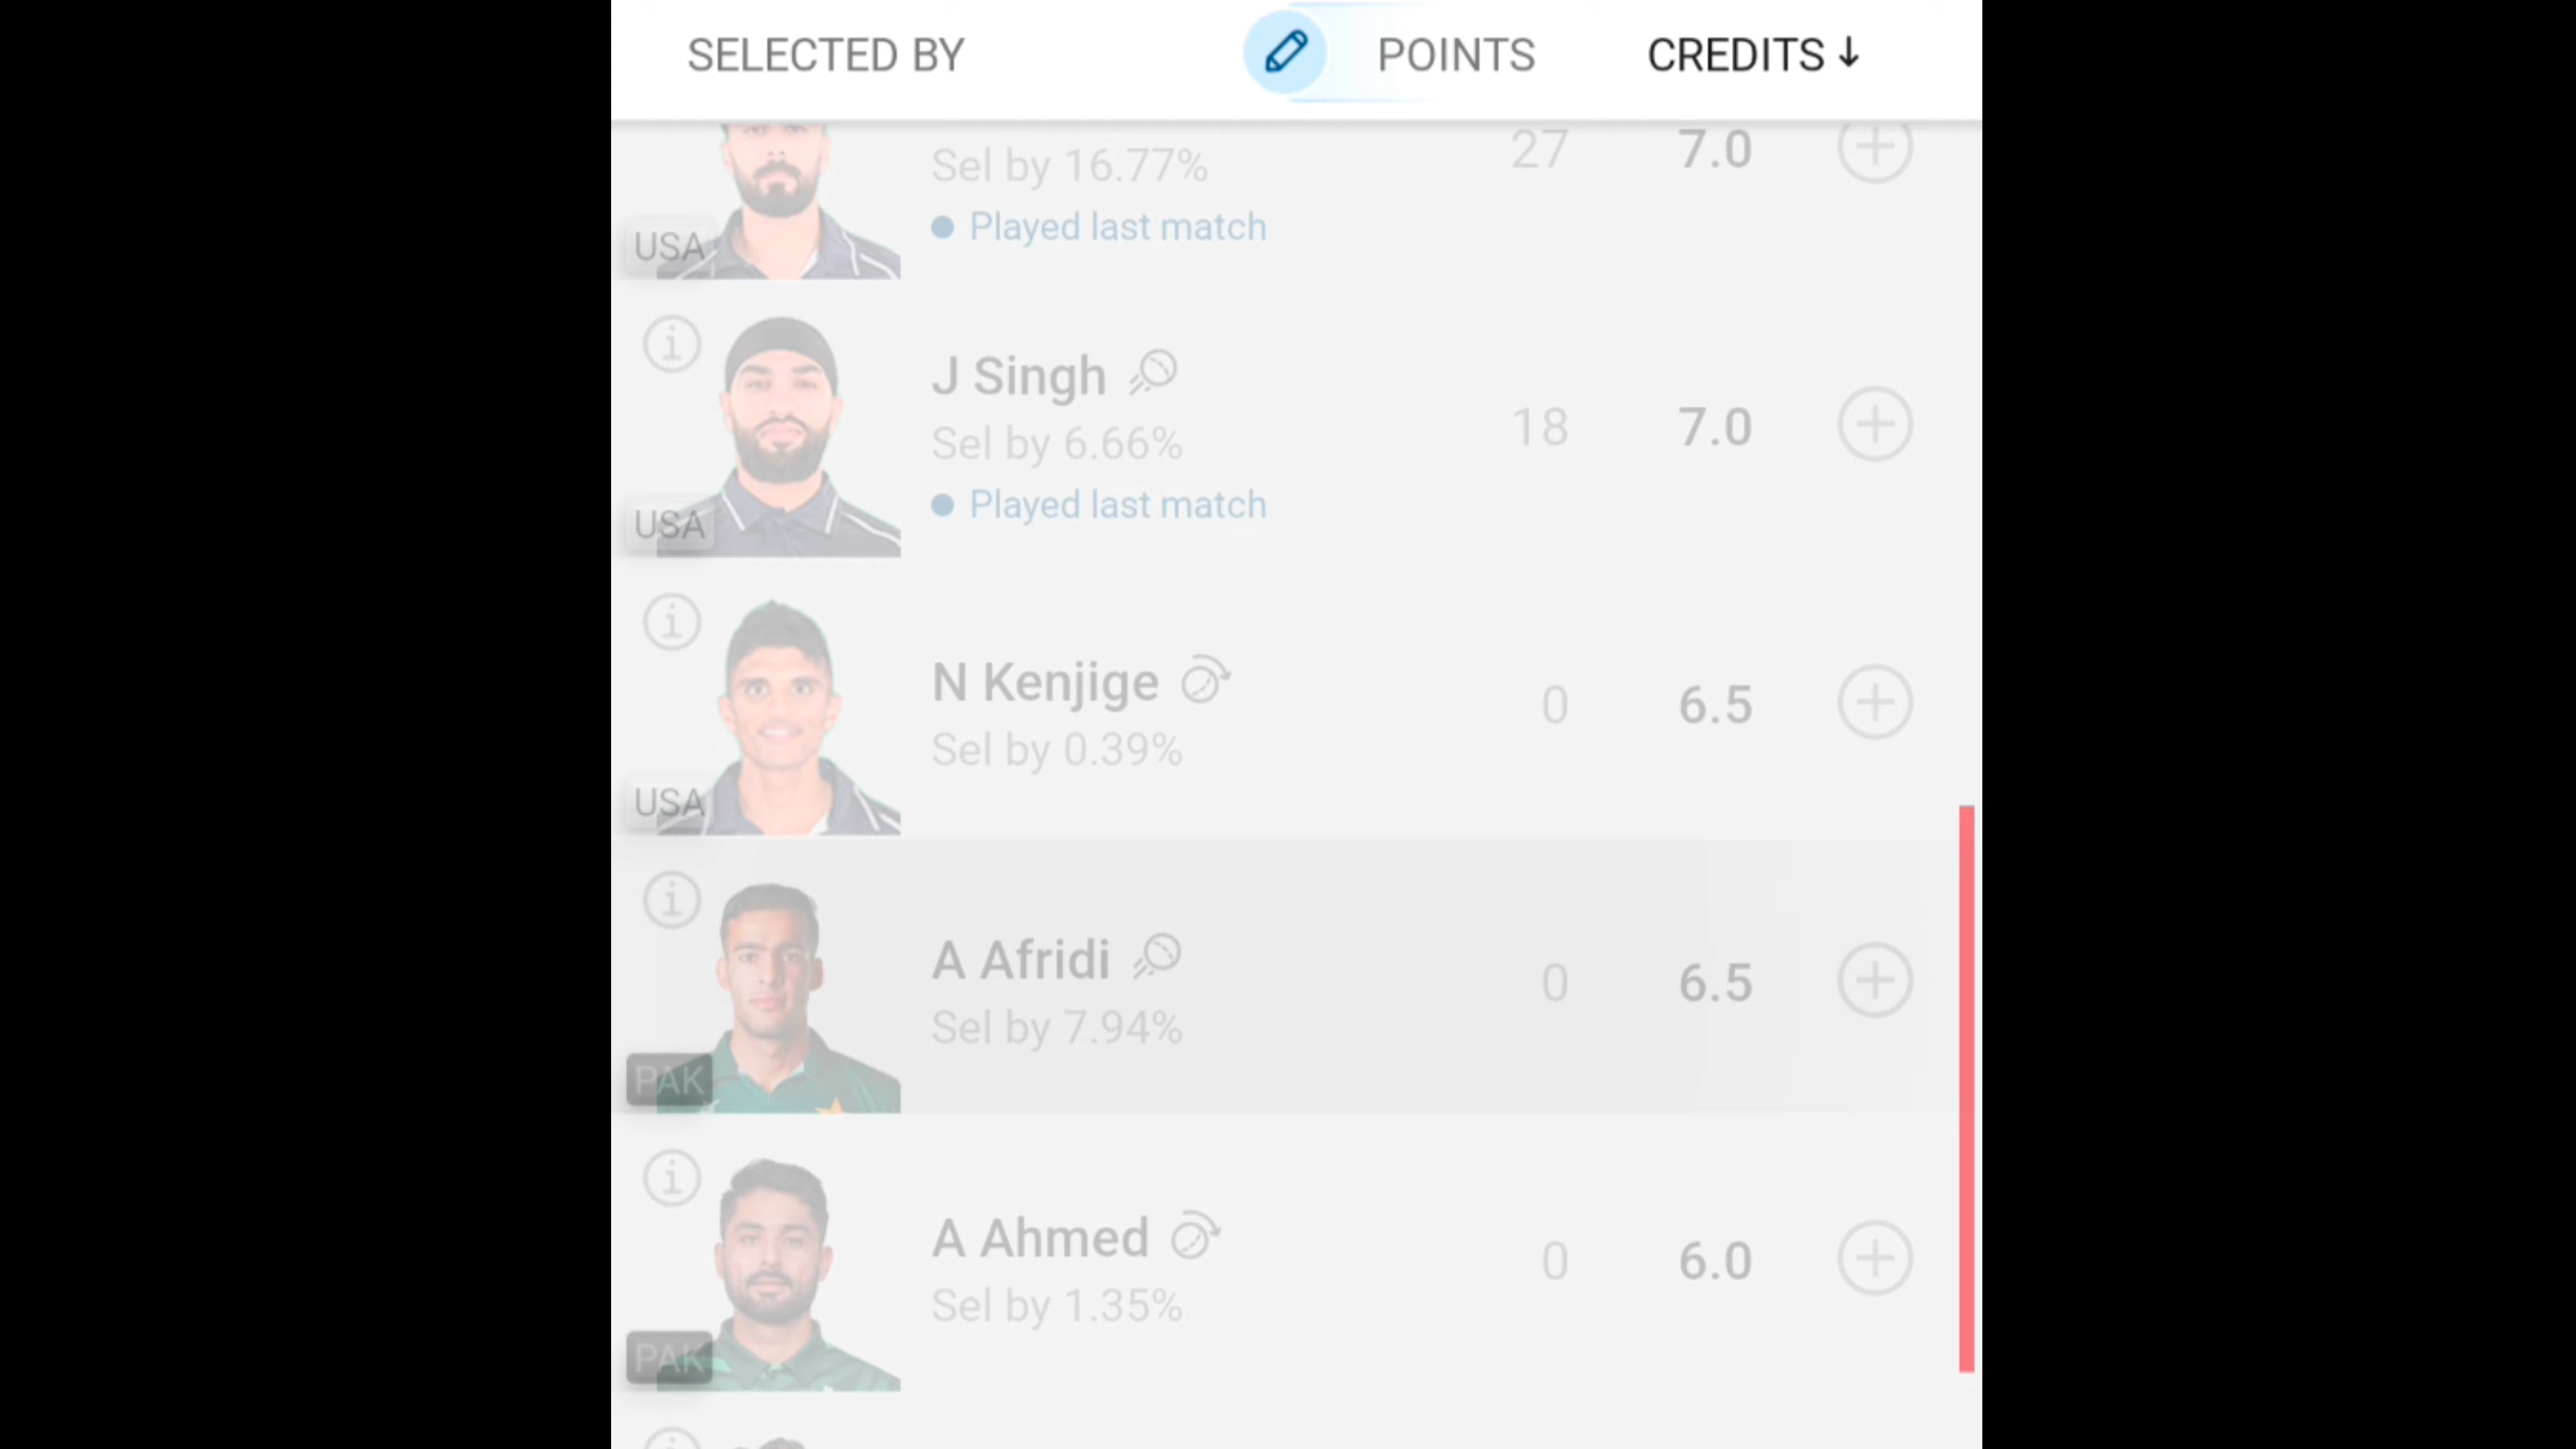 SELECTED BY POINTS CREDITS ↓
Sel by 16.77% 27 7.0
Played last match
USA
J Singh
Sel by 6.66% 18 7.0
Played last match
USA
N Kenjige
Sel by 0.39% 0 6.5
USA
A Afridi
Sel by 7.94% 0 6.5
PAK
A Ahmed
Sel by 1.35% 0 6.0
PAK